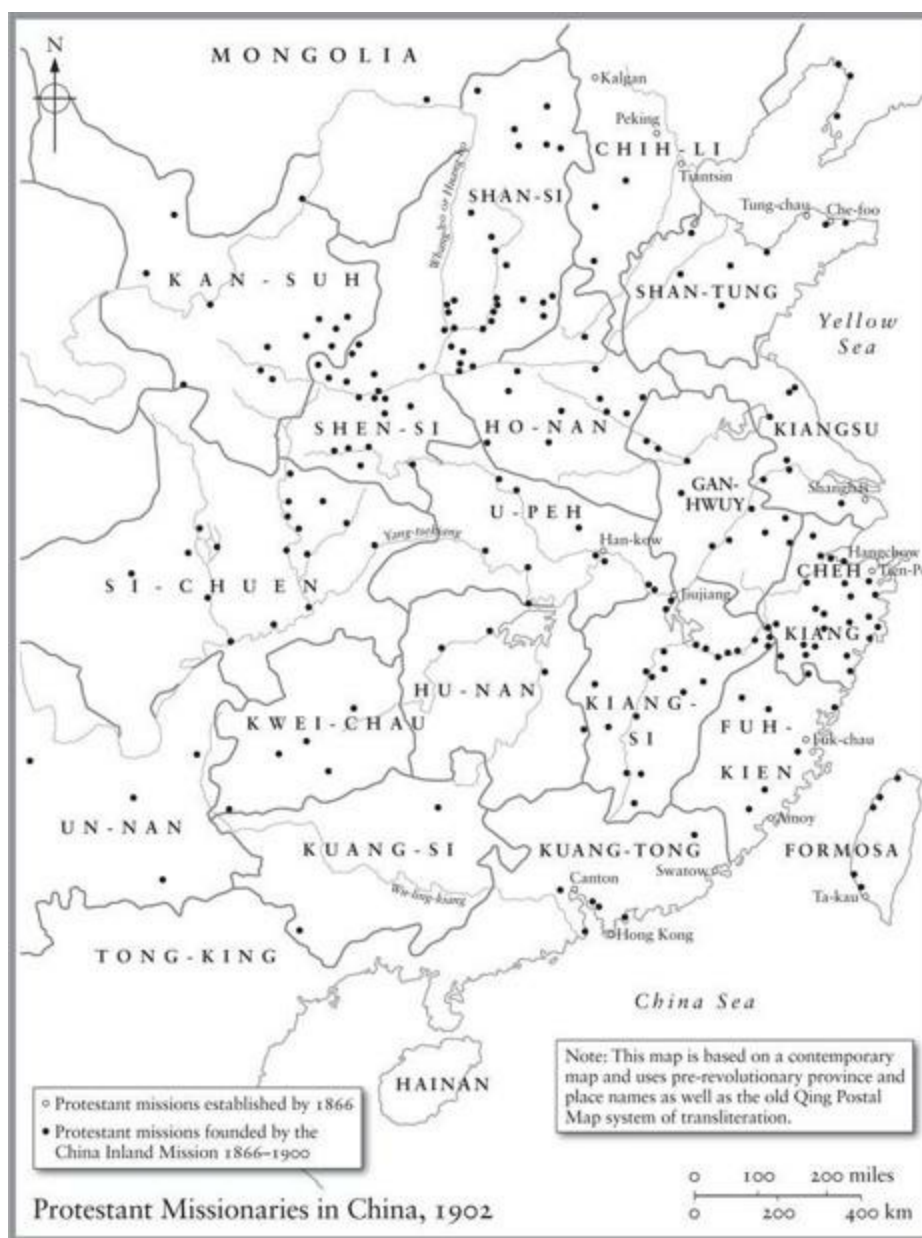 N
MONGOLIA
Kalgan
Peking
CHIH-LI
Tiantsin
SHAN-SI
Whang-ho or Huang-ho
Tung-chau
Che-foo
KAN-SUH
SHAN-TUNG
Yellow
Sea
SHEN-SI
HO-NAN
KIANGSU
GAN-
HWUY
Shanghai
U-PEH
Yang-tsekiang
Han-kow
Hangchow
SI-CHUEN
CHEH
Jiujiang
KIANG
HU-NAN
KWEI-CHAU
KIANG-
SI
FUH-
KIEN
Fuk-chau
UN-NAN
Amoy
KUANG-SI
KUANG-TONG
FORMOSA
Swatow
Canton
Ta-kau
Hong Kong
TONG-KING
China Sea
HAINAN
Note: This map is based on a contemporary
map and uses pre-revolutionary province and
place names as well as the old Qing Postal
Map system of transliteration.
Protestant missions established by 1866
Protestant missions founded by the
China Inland Mission 1866–1900
Protestant Missionaries in China, 1902
0 100 200 miles
0 200 400 km